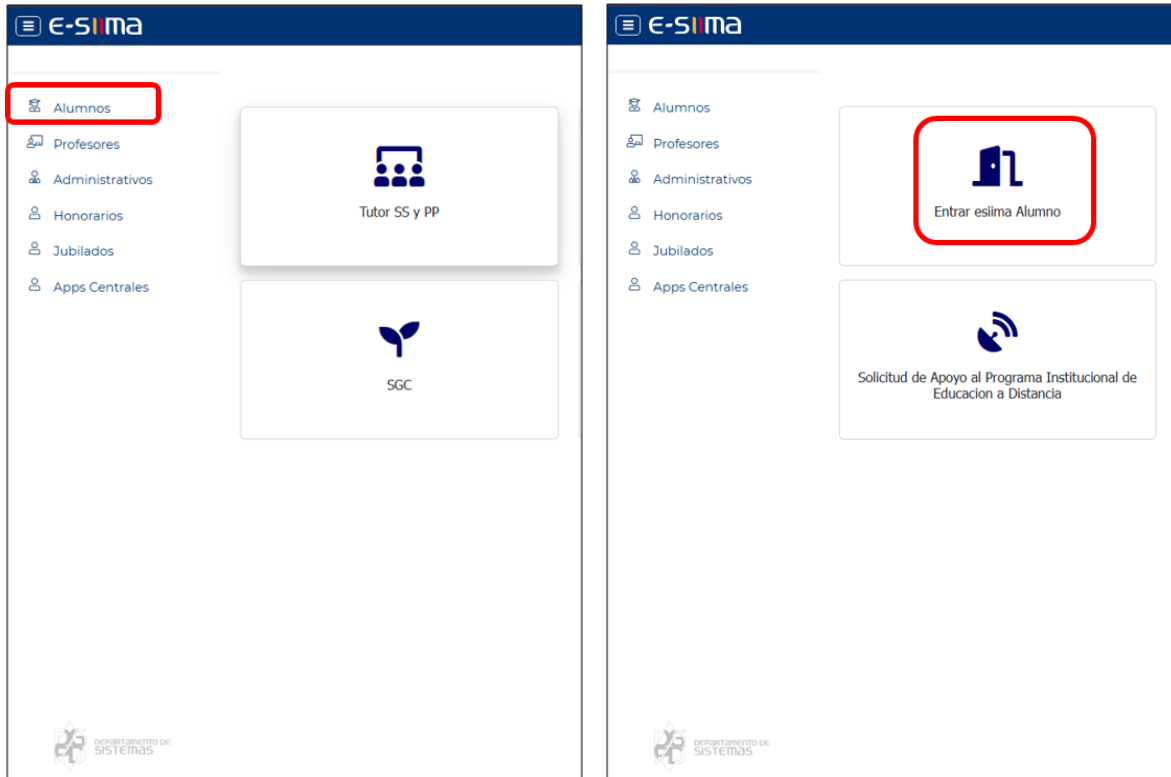 e-siima
Alumnos
Profesores
Administrativos
Honorarios
Jubilados
Apps Centrales
Tutor SS y PP
SGC
DEPARTAMENTO DE
SISTEMAS
e-siima
Alumnos
Profesores
Administrativos
Honorarios
Jubilados
Apps Centrales
Entrar esiima Alumno
Solicitud de Apoyo al Programa Institucional de
Educacion a Distancia
DEPARTAMENTO DE
SISTEMAS